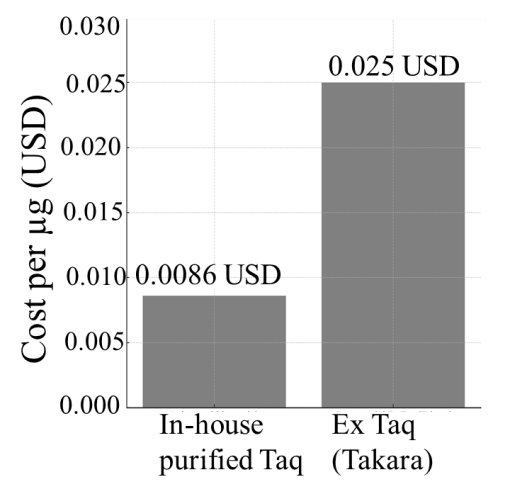 Cost per µg (USD)
0.030
0.025
0.020
0.015
0.010
0.005
0.000
0.0086 USD
0.025 USD
In-house
purified Taq
Ex Taq
(Takara)